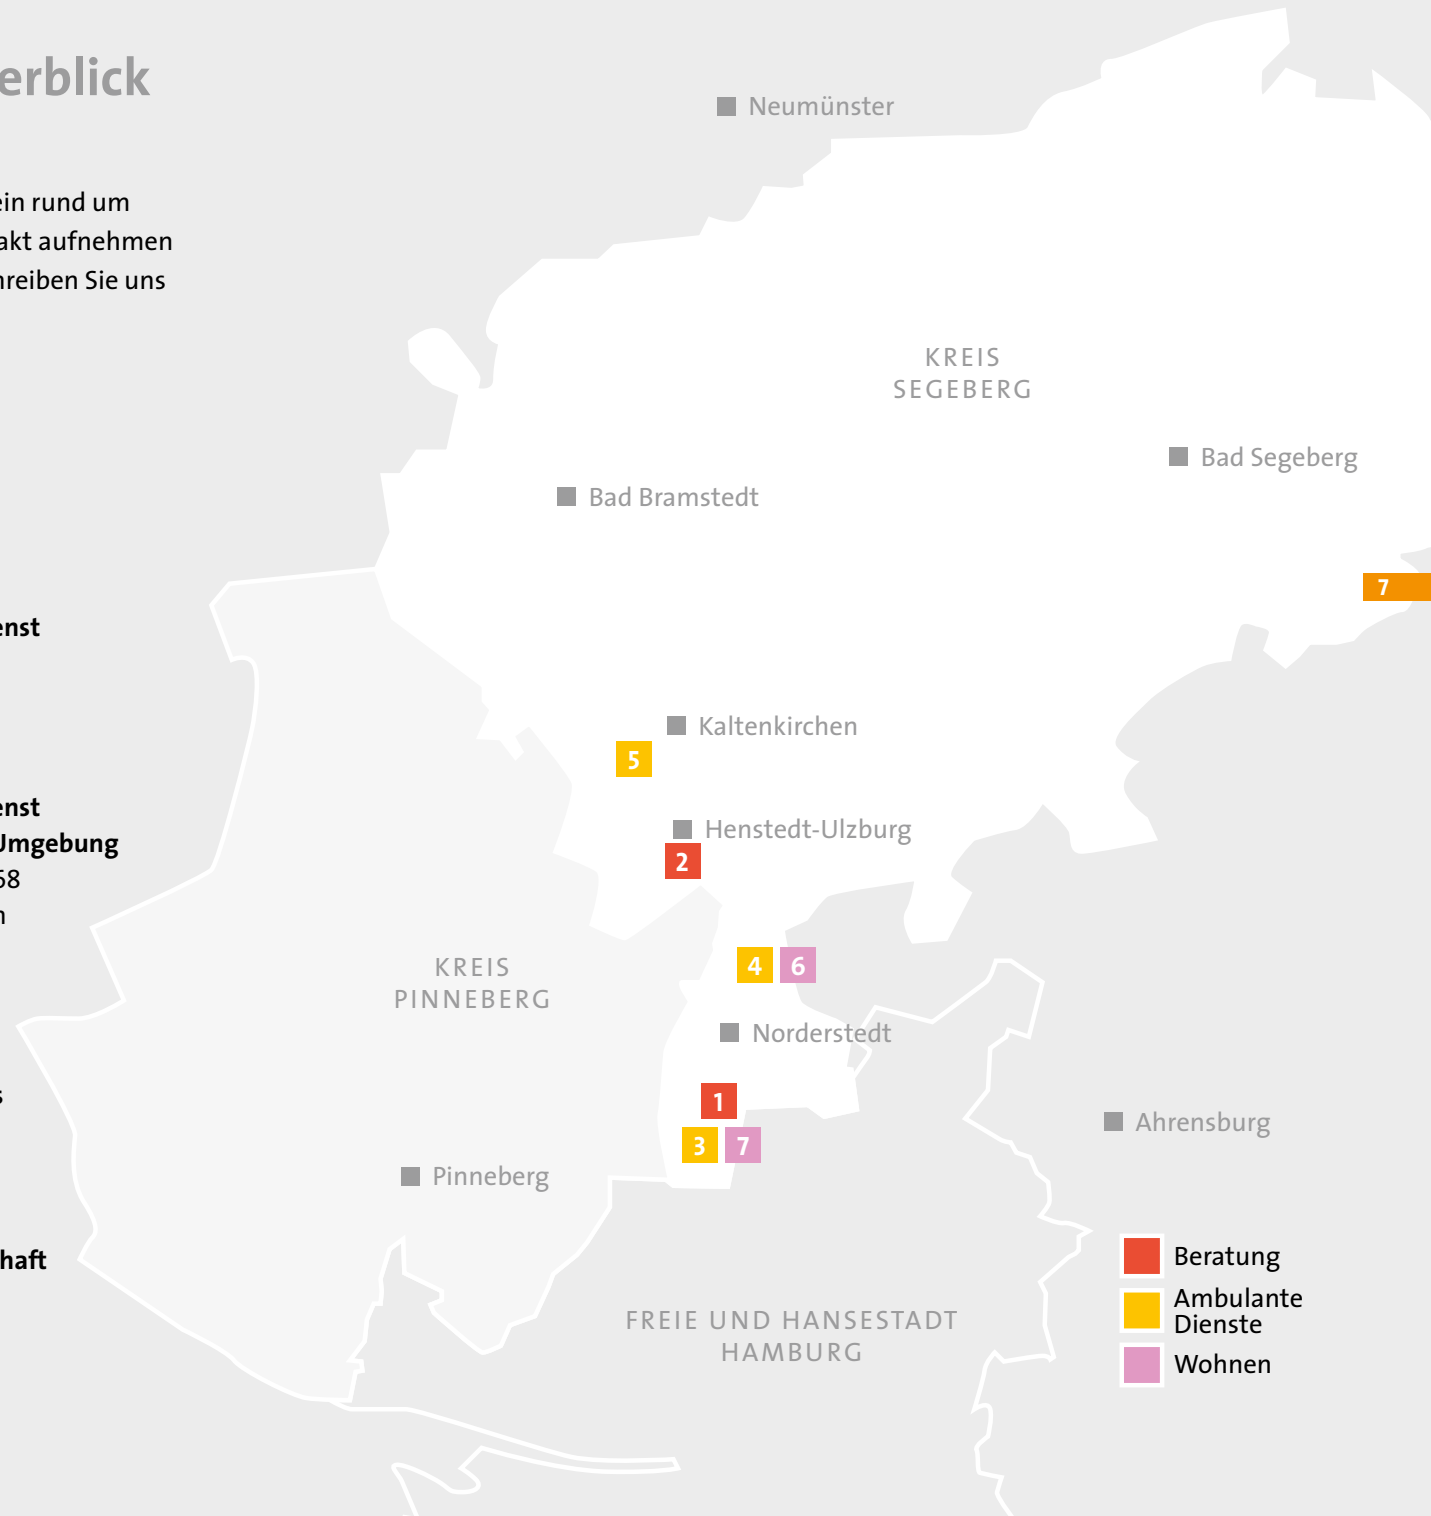 erblick
ein rund um
akt aufnehmen
hreiben Sie uns
enst
enst
Umgebung
68
n
s
haft
Neumünster
KREIS
SEGEBERG
Bad Segeberg
Bad Bramstedt
7
Kaltenkirchen
5
Henstedt-Ulzburg
2
KREIS
PINNEBERG
4 6
Norderstedt
1
3 7
Ahrensburg
Pinneberg
FREIE UND HANSESTADT
HAMBURG
Beratung
Ambulante
Dienste
Wohnen